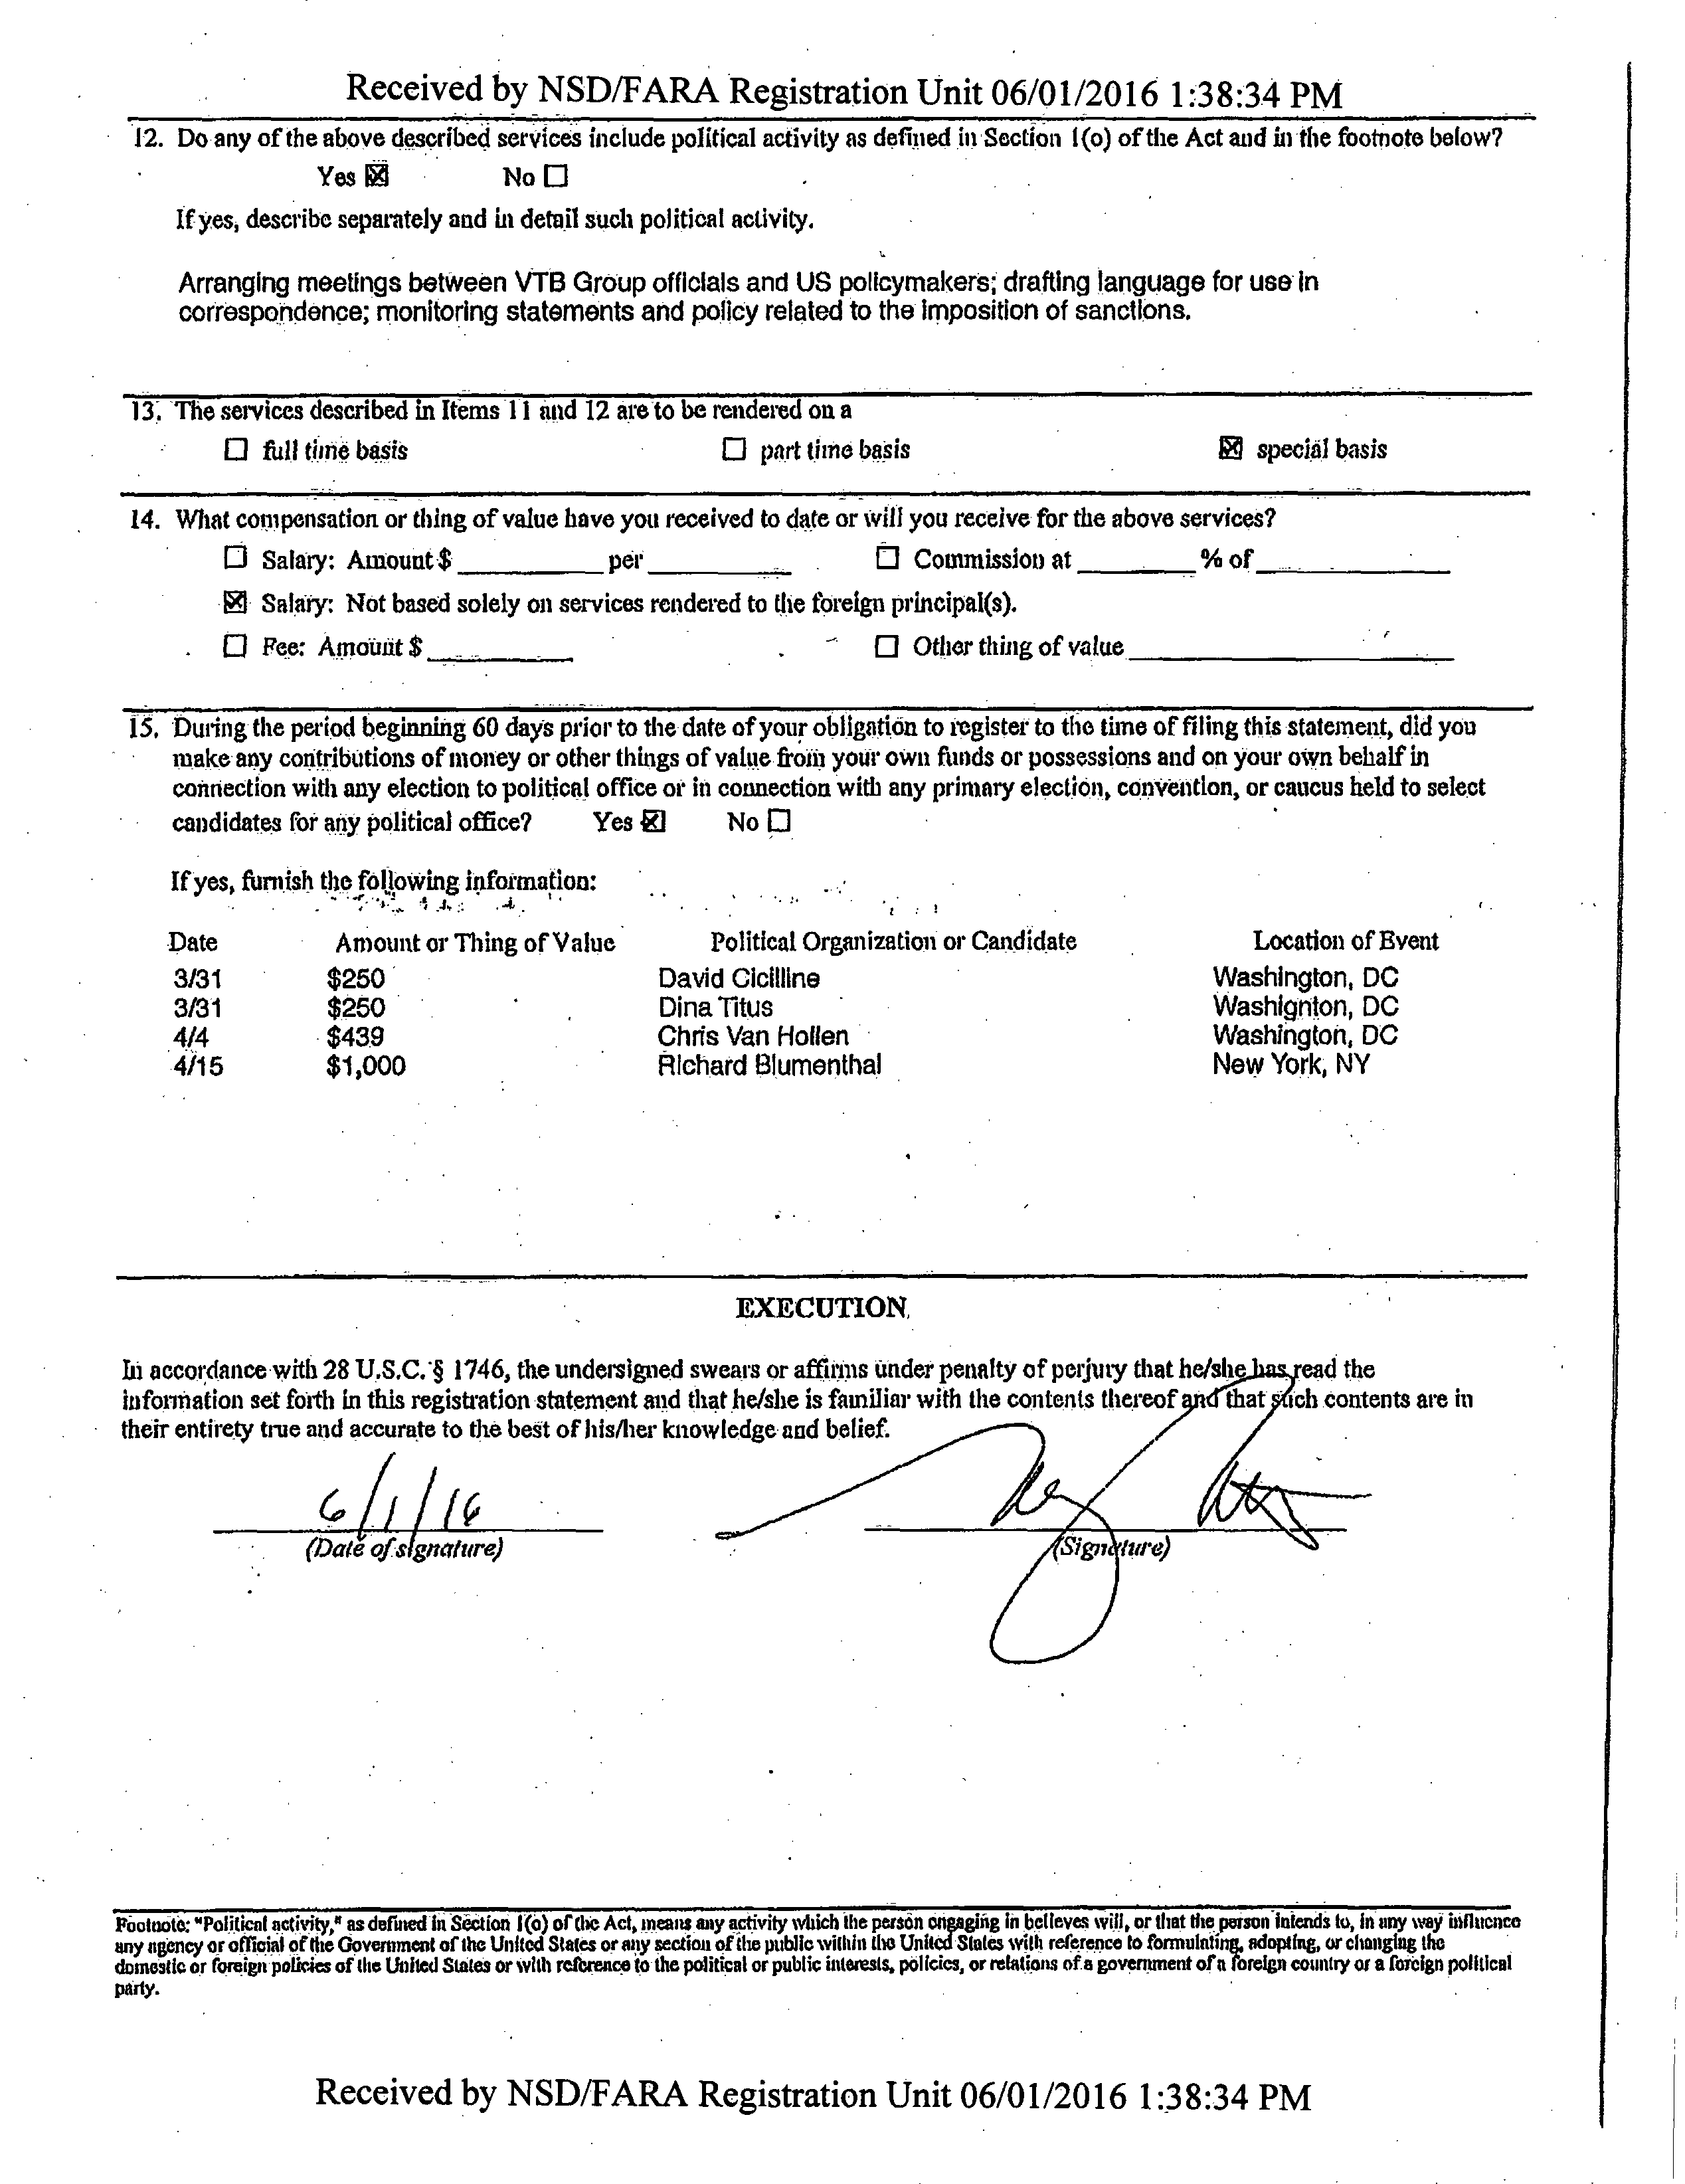 Received by NSD/FARA Registration Unit 06/01/2016 1:38:34 PM
12. Do any of the above described services include political activity as defined in Section 1(o) of the Act and in the footnote below?
Yes ☒ No ☐
If yes, describe separately and in detail such political activity.
Arranging meetings between VTB Group officials and US policymakers; drafting language for use in
correspondence; monitoring statements and policy related to the imposition of sanctions.
13. The services described in Items 11 and 12 are to be rendered on a
☐ full time basis ☐ part time basis ☒ special basis
14. What compensation or thing of value have you received to date or will you receive for the above services?
☐ Salary: Amount $ __________ per __________ ☐ Commission at ________ % of ______________
☒ Salary: Not based solely on services rendered to the foreign principal(s).
☐ Fee: Amount $ __________ ☐ Other thing of value ______________________
15. During the period beginning 60 days prior to the date of your obligation to register to the time of filing this statement, did you
make any contributions of money or other things of value from your own funds or possessions and on your own behalf in
connection with any election to political office or in connection with any primary election, convention, or caucus held to select
candidates for any political office? Yes ☒ No ☐
If yes, furnish the following information:
Date Amount or Thing of Value Political Organization or Candidate Location of Event
3/31 $250 David Cicilline Washington, DC
3/31 $250 Dina Titus Washignton, DC
4/4 $439 Chris Van Hollen Washington, DC
4/15 $1,000 Richard Blumenthal New York, NY
EXECUTION
In accordance with 28 U.S.C. § 1746, the undersigned swears or affirms under penalty of perjury that he/she has read the
information set forth in this registration statement and that he/she is familiar with the contents thereof and that such contents are in
their entirety true and accurate to the best of his/her knowledge and belief.
6/1/16
(Date of signature) (Signature)
Footnote: "Political activity," as defined in Section 1(o) of the Act, means any activity which the person engaging in believes will, or that the person intends to, in any way influence
any agency or official of the Government of the United States or any section of the public within the United States with reference to formulating, adopting, or changing the
domestic or foreign policies of the United States or with reference to the political or public interests, policies, or relations of a government of a foreign country or a foreign political
party.
Received by NSD/FARA Registration Unit 06/01/2016 1:38:34 PM